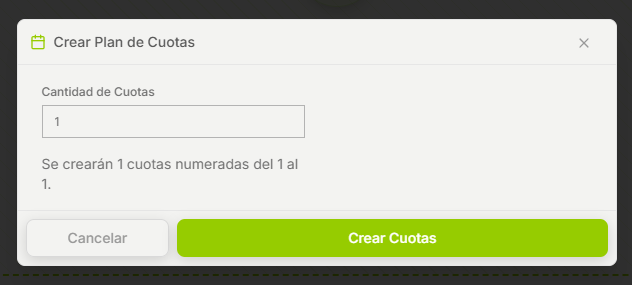 Crear Plan de Cuotas
Cantidad de Cuotas
1
Se crearán 1 cuotas numeradas del 1 al
1.
Cancelar
Crear Cuotas